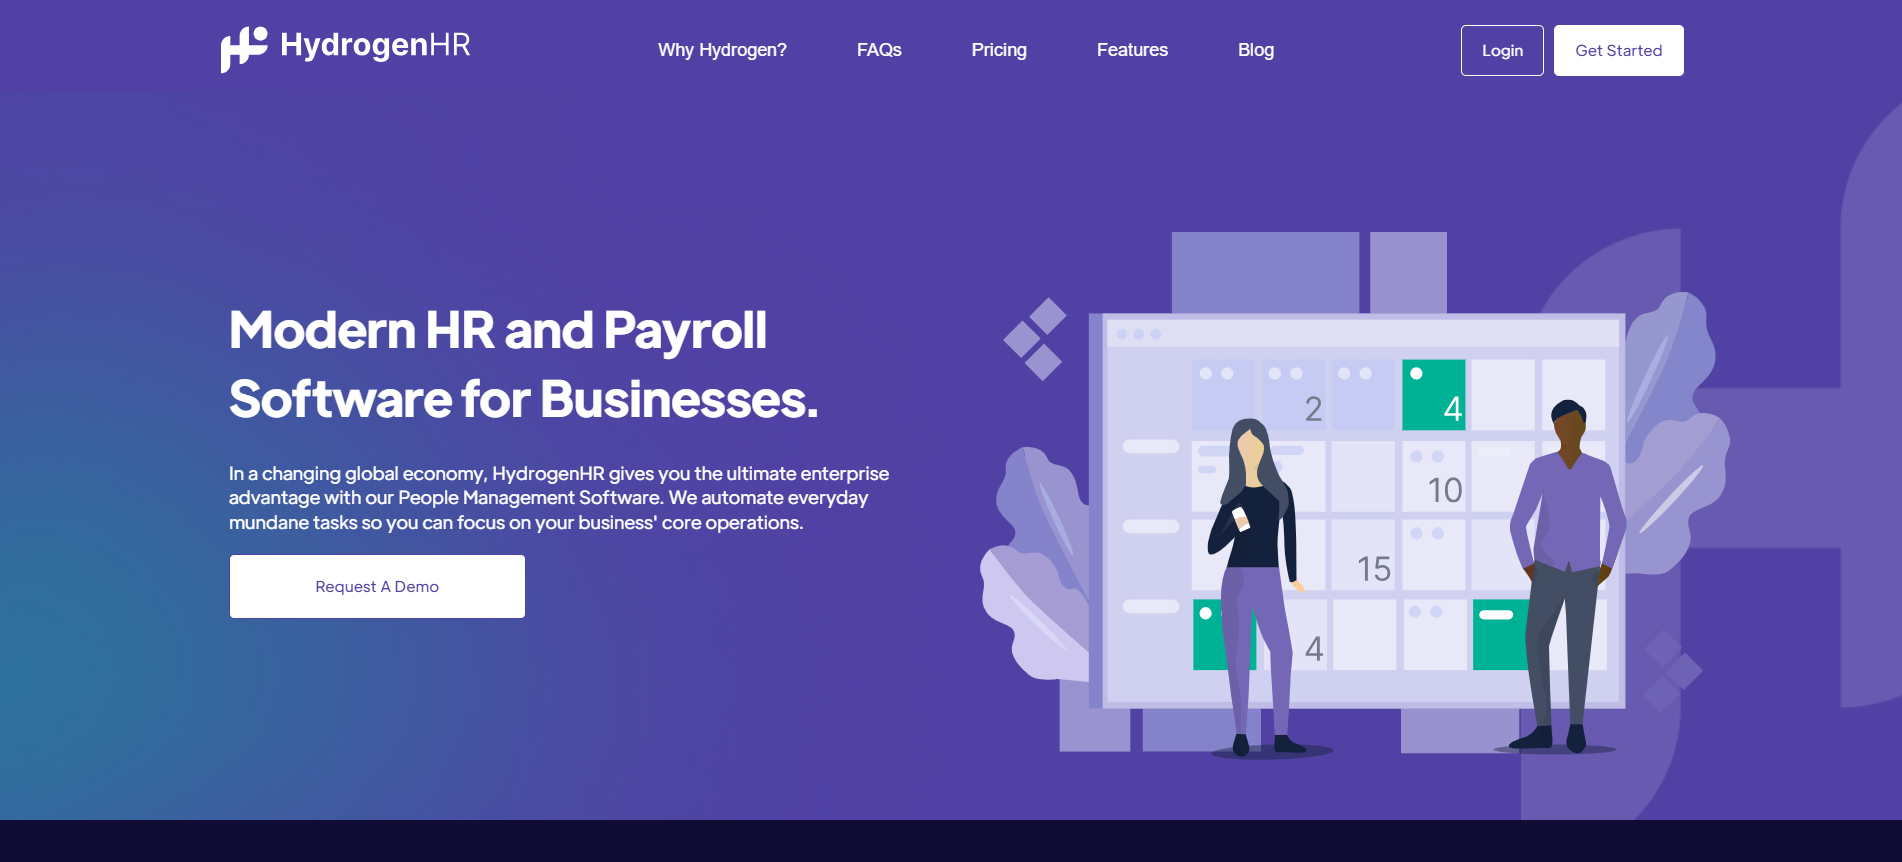 HydrogenHR
Why Hydrogen?
FAQs
Pricing
Features
Blog
Login
Get Started
Modern HR and Payroll
Software for Businesses.
In a changing global economy, HydrogenHR gives you the ultimate enterprise
advantage with our People Management Software. We automate everyday
mundane tasks so you can focus on your business' core operations.
Request A Demo
2
4
10
15
4